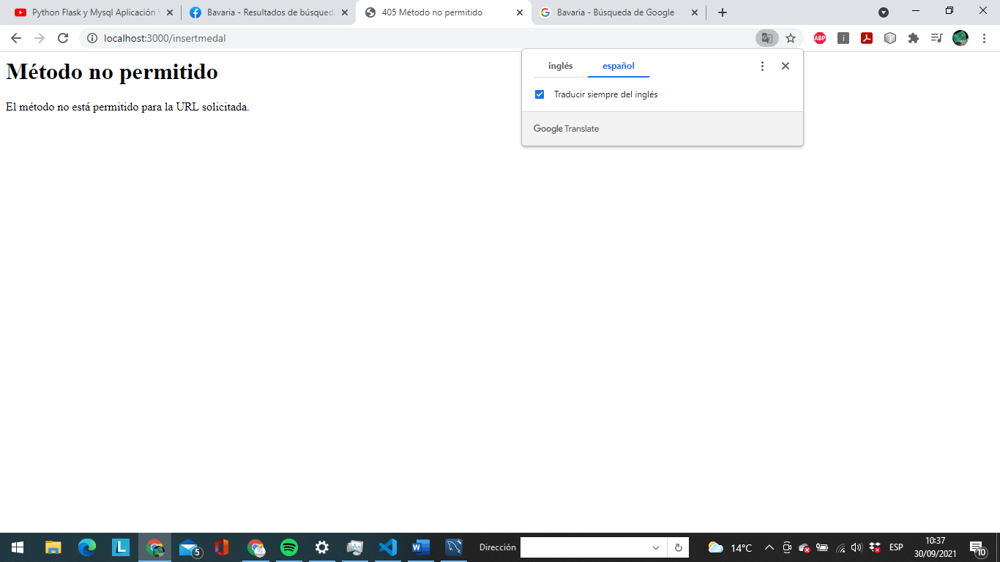 Python Flask y Mysql Aplicación
Bavaria - Resultados de búsqued
405 Método no permitido
Bavaria - Búsqueda de Google
localhost:3000/insertmedal
ABP
i
Método no permitido
El método no está permitido para la URL solicitada.
inglés
español
Traducir siempre del inglés
Google Translate
L
5
W
Dirección
14°C
ESP
10:37
30/09/2021
10